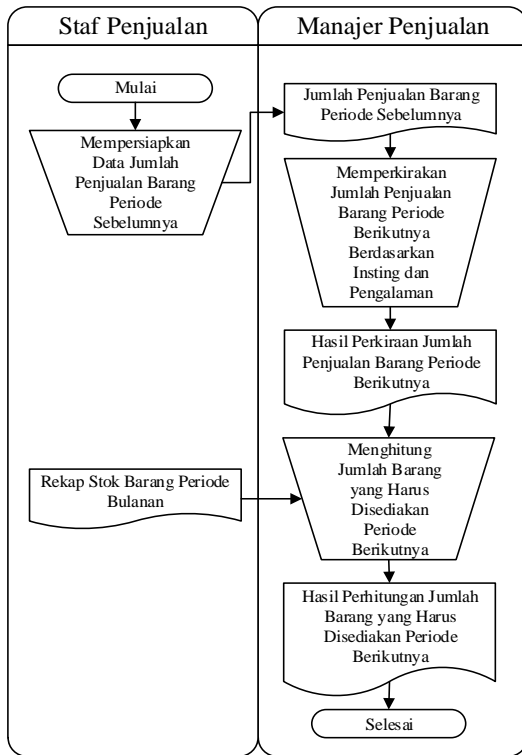 Staf Penjualan
Manajer Penjualan
Mulai
Mempersiapkan
Data Jumlah
Penjualan Barang
Periode
Sebelumnya
Jumlah Penjualan Barang
Periode Sebelumnya
Memperkirakan
Jumlah Penjualan
Barang Periode
Berikutnya
Berdasarkan
Insting dan
Pengalaman
Hasil Perkiraan Jumlah
Penjualan Barang Periode
Berikutnya
Rekap Stok Barang Periode
Bulanan
Menghitung
Jumlah Barang
yang Harus
Disediakan
Periode
Berikutnya
Hasil Perhitungan Jumlah
Barang yang Harus
Disediakan Periode
Berikutnya
Selesai